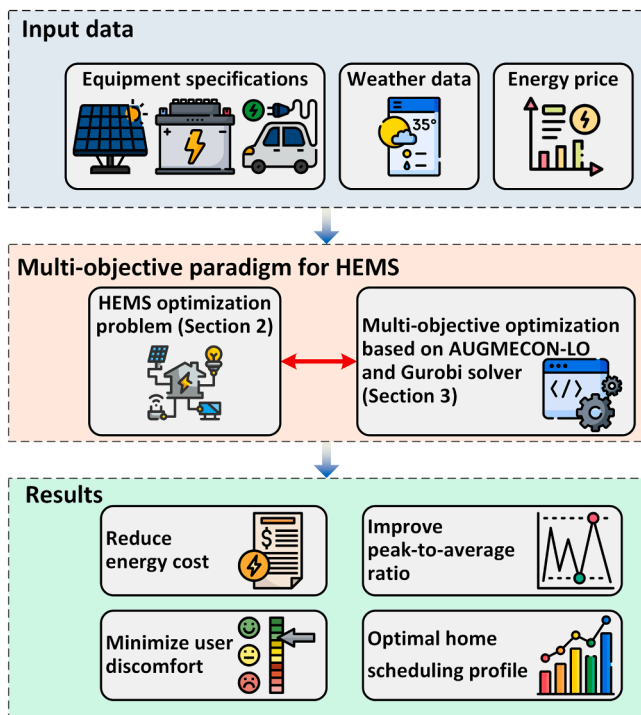 Input data
Equipment specifications
Weather data
35°
Energy price
Multi-objective paradigm for HEMS
HEMS optimization
problem (Section 2)
Multi-objective optimization
based on AUGMECON-LO
and Gurobi solver
(Section 3)
</>
Results
Reduce
energy cost
$
Improve
peak-to-average
ratio
Minimize user
discomfort
Optimal home
scheduling profile